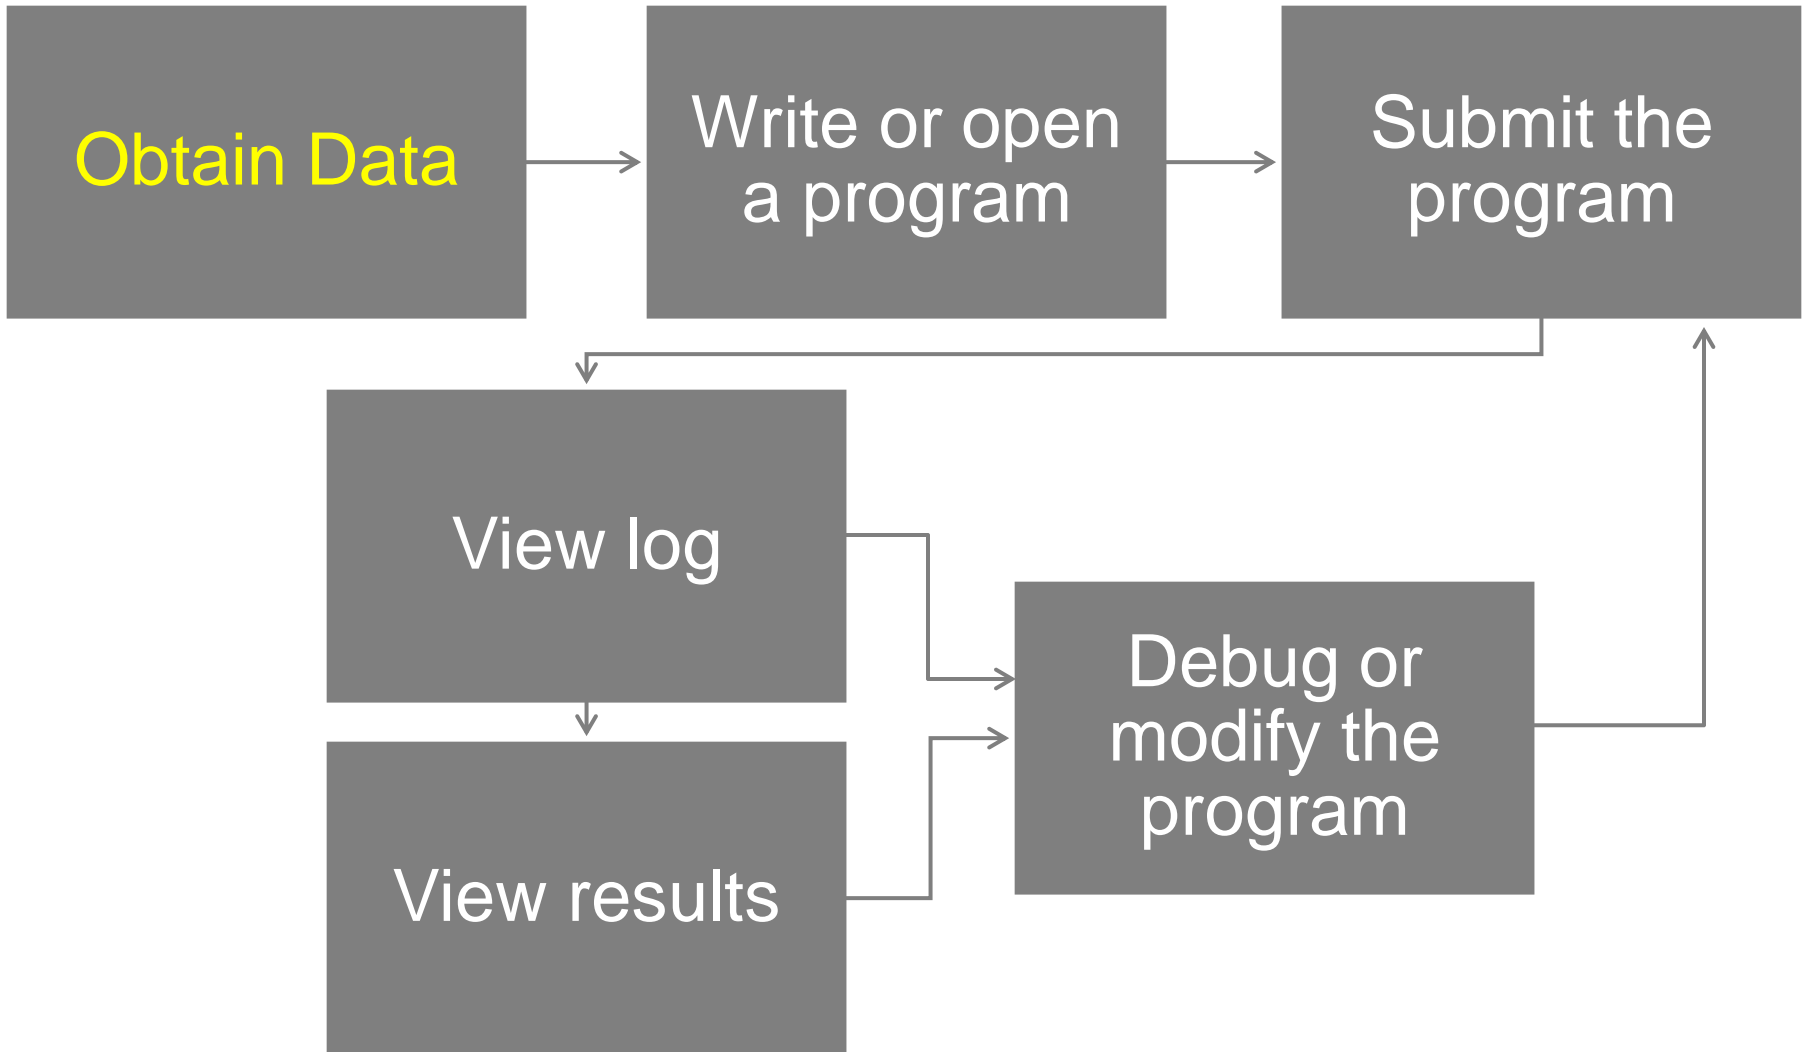 Obtain Data
Write or open
a program
Submit the
program
View log
Debug or
modify the
program
View results